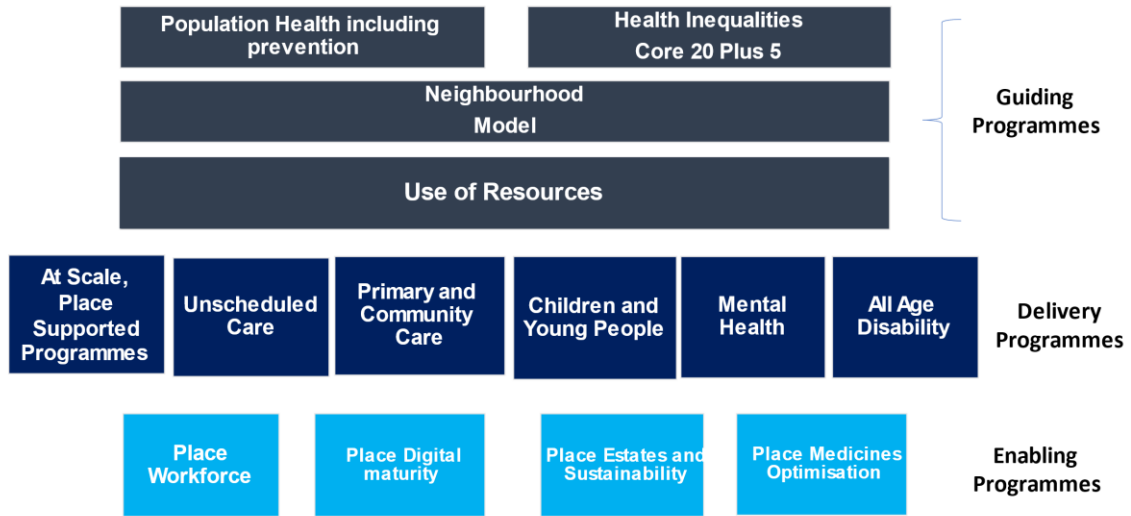 Population Health including
prevention
Health Inequalities
Core 20 Plus 5
Neighbourhood
Model
Use of Resources
Guiding
Programmes
At Scale,
Place
Supported
Programmes
Unscheduled
Care
Primary and
Community
Care
Children and
Young People
Mental
Health
All Age
Disability
Delivery
Programmes
Place
Workforce
Place Digital
maturity
Place Estates and
Sustainability
Place Medicines
Optimisation
Enabling
Programmes